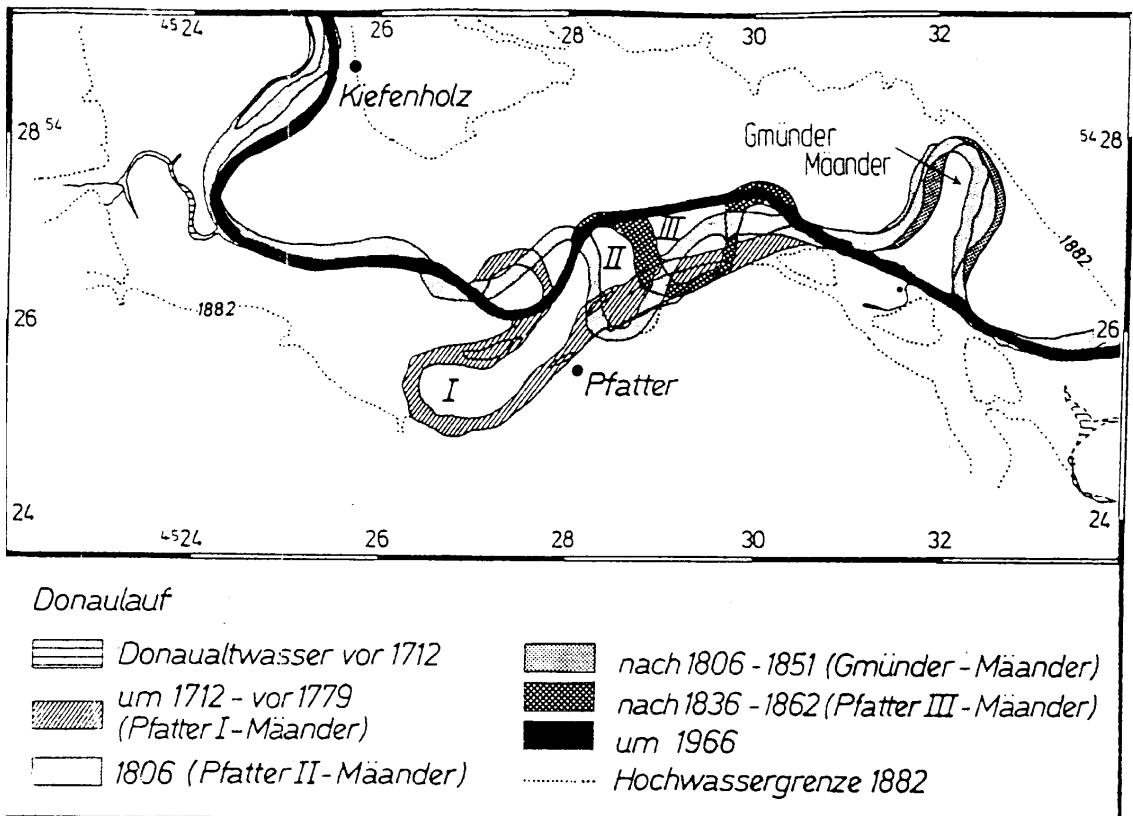 45 24 26 28 30 32
Kiefenholz
28 54
54 28
Gmünder
Mäander
III
II
1882
1882
26
26
I
Pfatter
24
24
45 24 26 28 30 32
Donaulauf
Donaualtwasser vor 1712
um 1712 - vor 1779
(Pfatter I - Mäander)
1806 (Pfatter II - Mäander)
nach 1806 - 1851 (Gmünder - Mäander)
nach 1836 - 1862 (Pfatter III - Mäander)
um 1966
Hochwassergrenze 1882